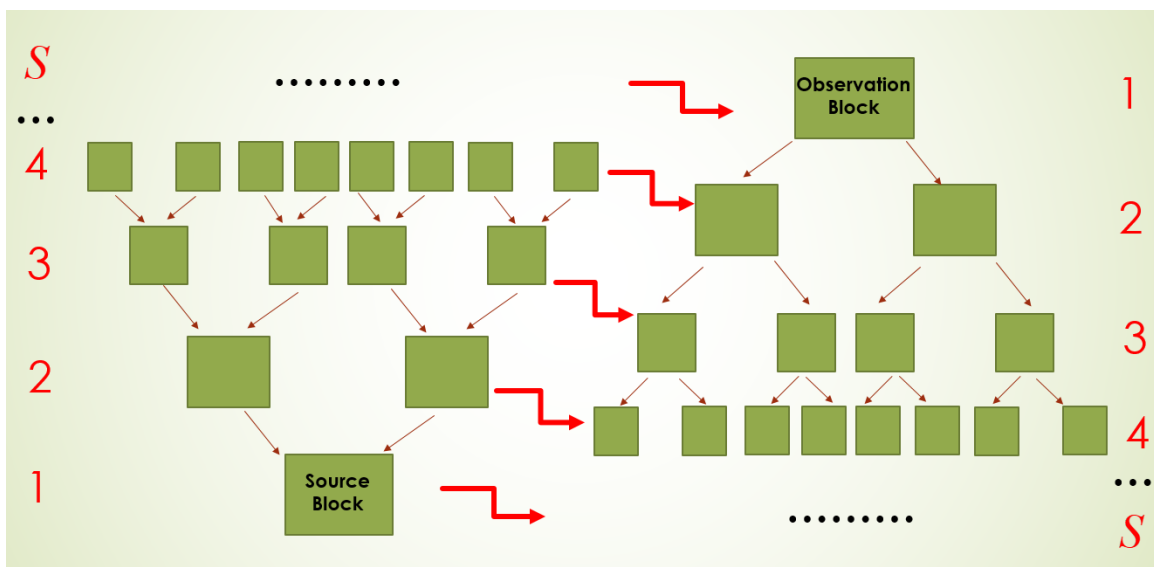 S
.........
Observation
Block
1
...
4
2
3
3
2
4
Source
Block
1
...
.........
S